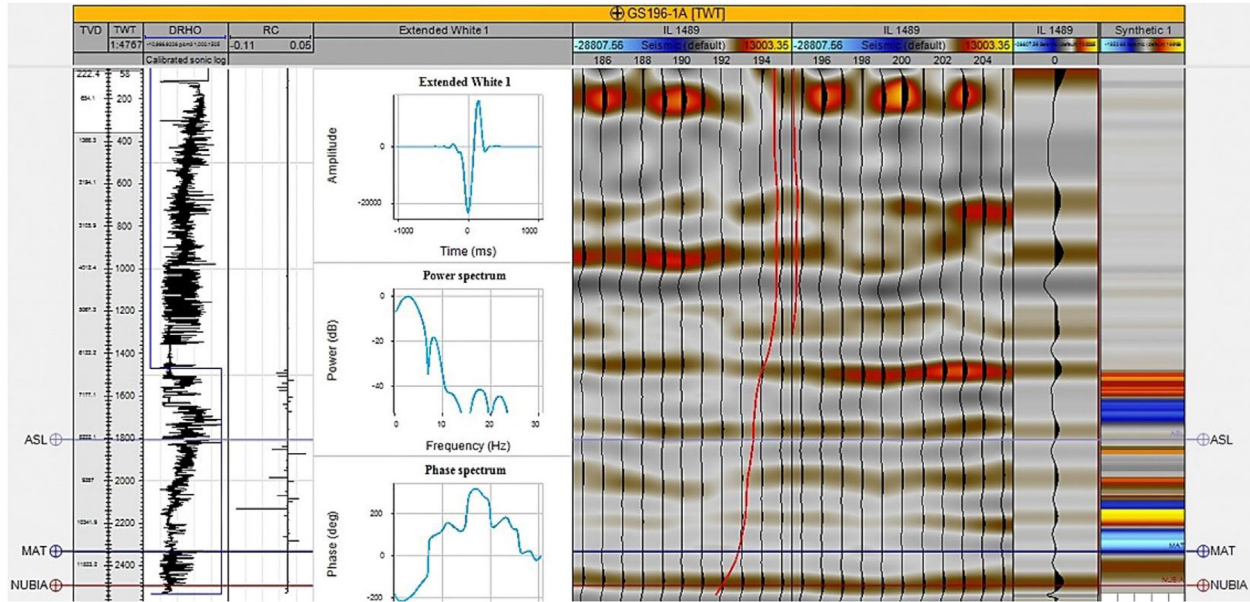 GS196-1A [TWT]
TVD TWT DRHO RC Extended White 1 IL 1489 IL 1489 IL 1489 Synthetic 1
1:4767 -0.11 0.05 -28807.56 Seismic (default) 13003.35 -28807.56 Seismic (default) 13003.35
Calibrated sonic log 186 188 190 192 194 196 198 200 202 204 0
222.4 55
200
400
600
800
1000
1200
1400
1600
1800
2000
2200
2400
Extended White 1
Amplitude
0
-20000
-1000 0 1000
Time (ms)
Power spectrum
Power (dB)
0
-20
-40
Frequency (Hz)
Phase spectrum
Phase (deg)
200
0
-200
0 10 20 30
ASL ASL ASL
MAT MAT MAT
NUBIA NUBIA NUBIA